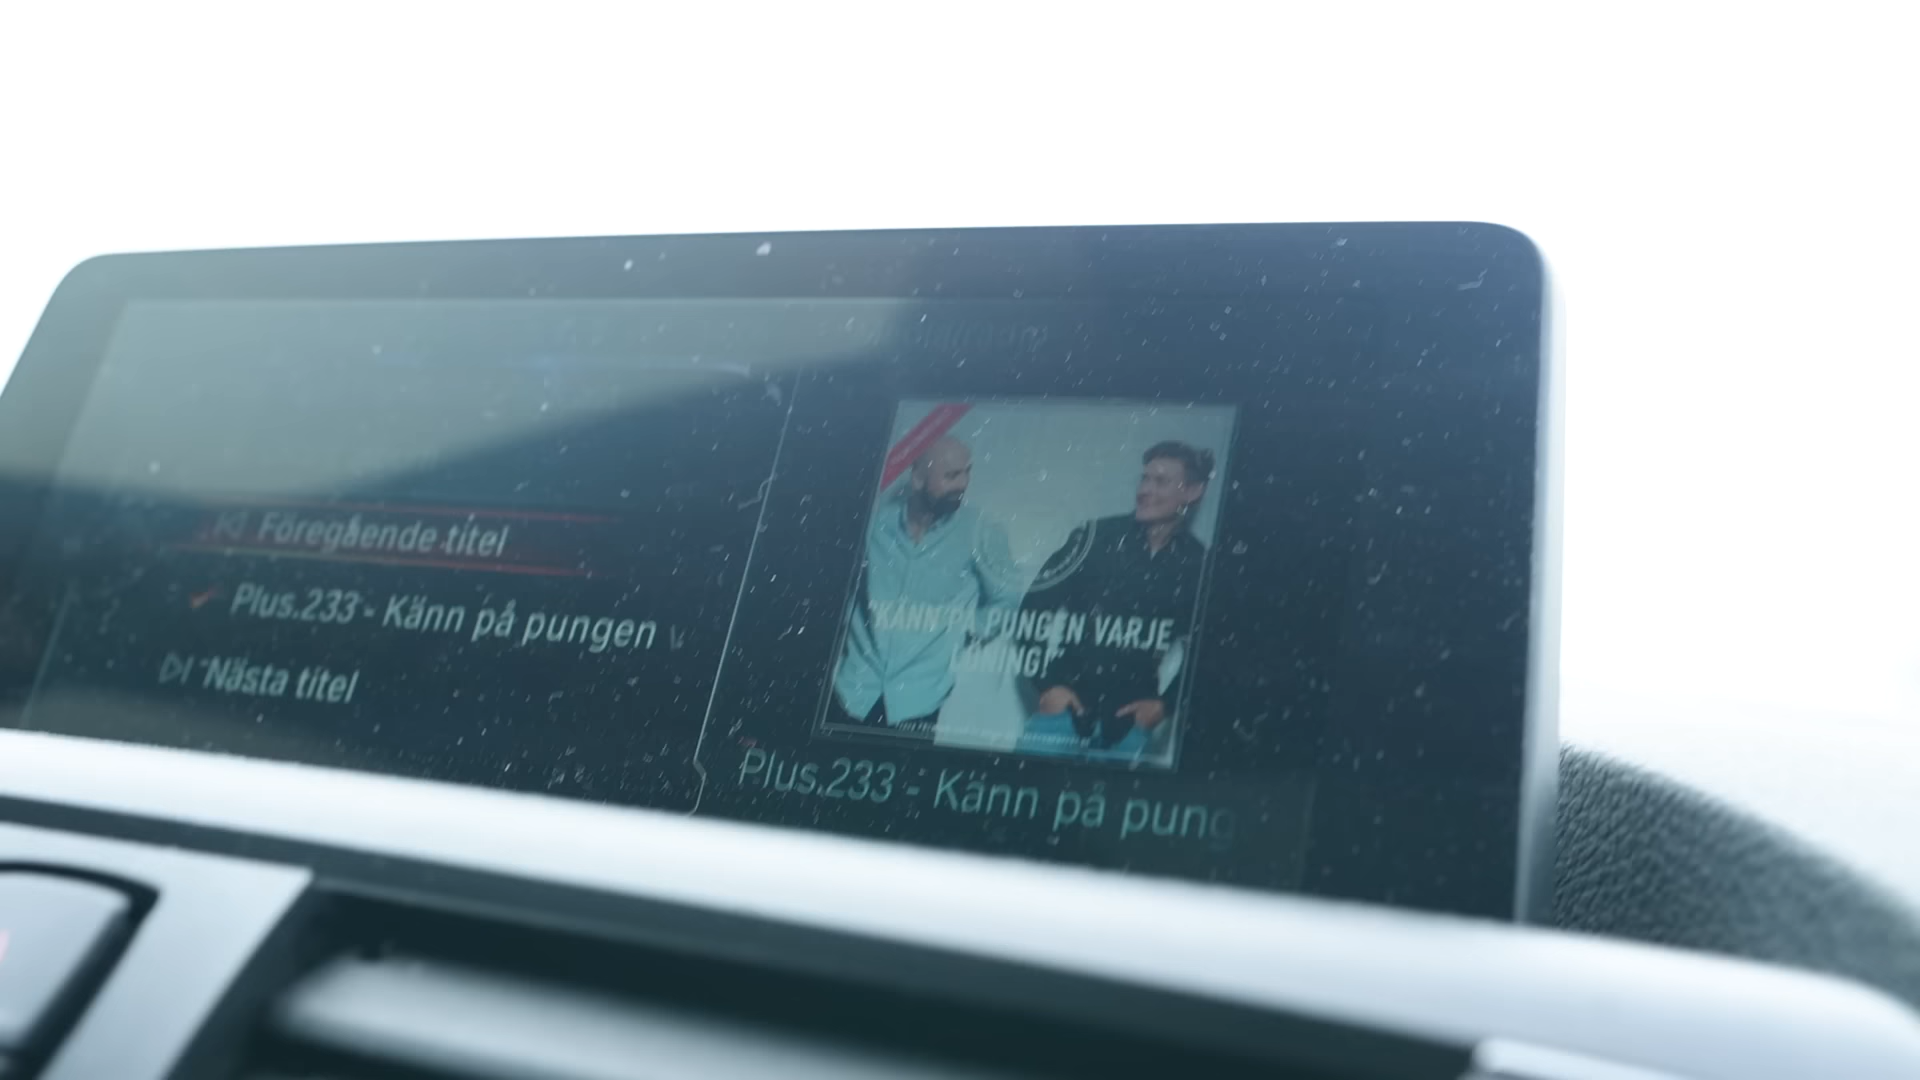 Föregående titel
Plus.233 - Känn på pungen
Nästa titel
"KÄNN PÅ PUNGEN VARJE
LÖNING!"
Plus.233 - Känn på pung